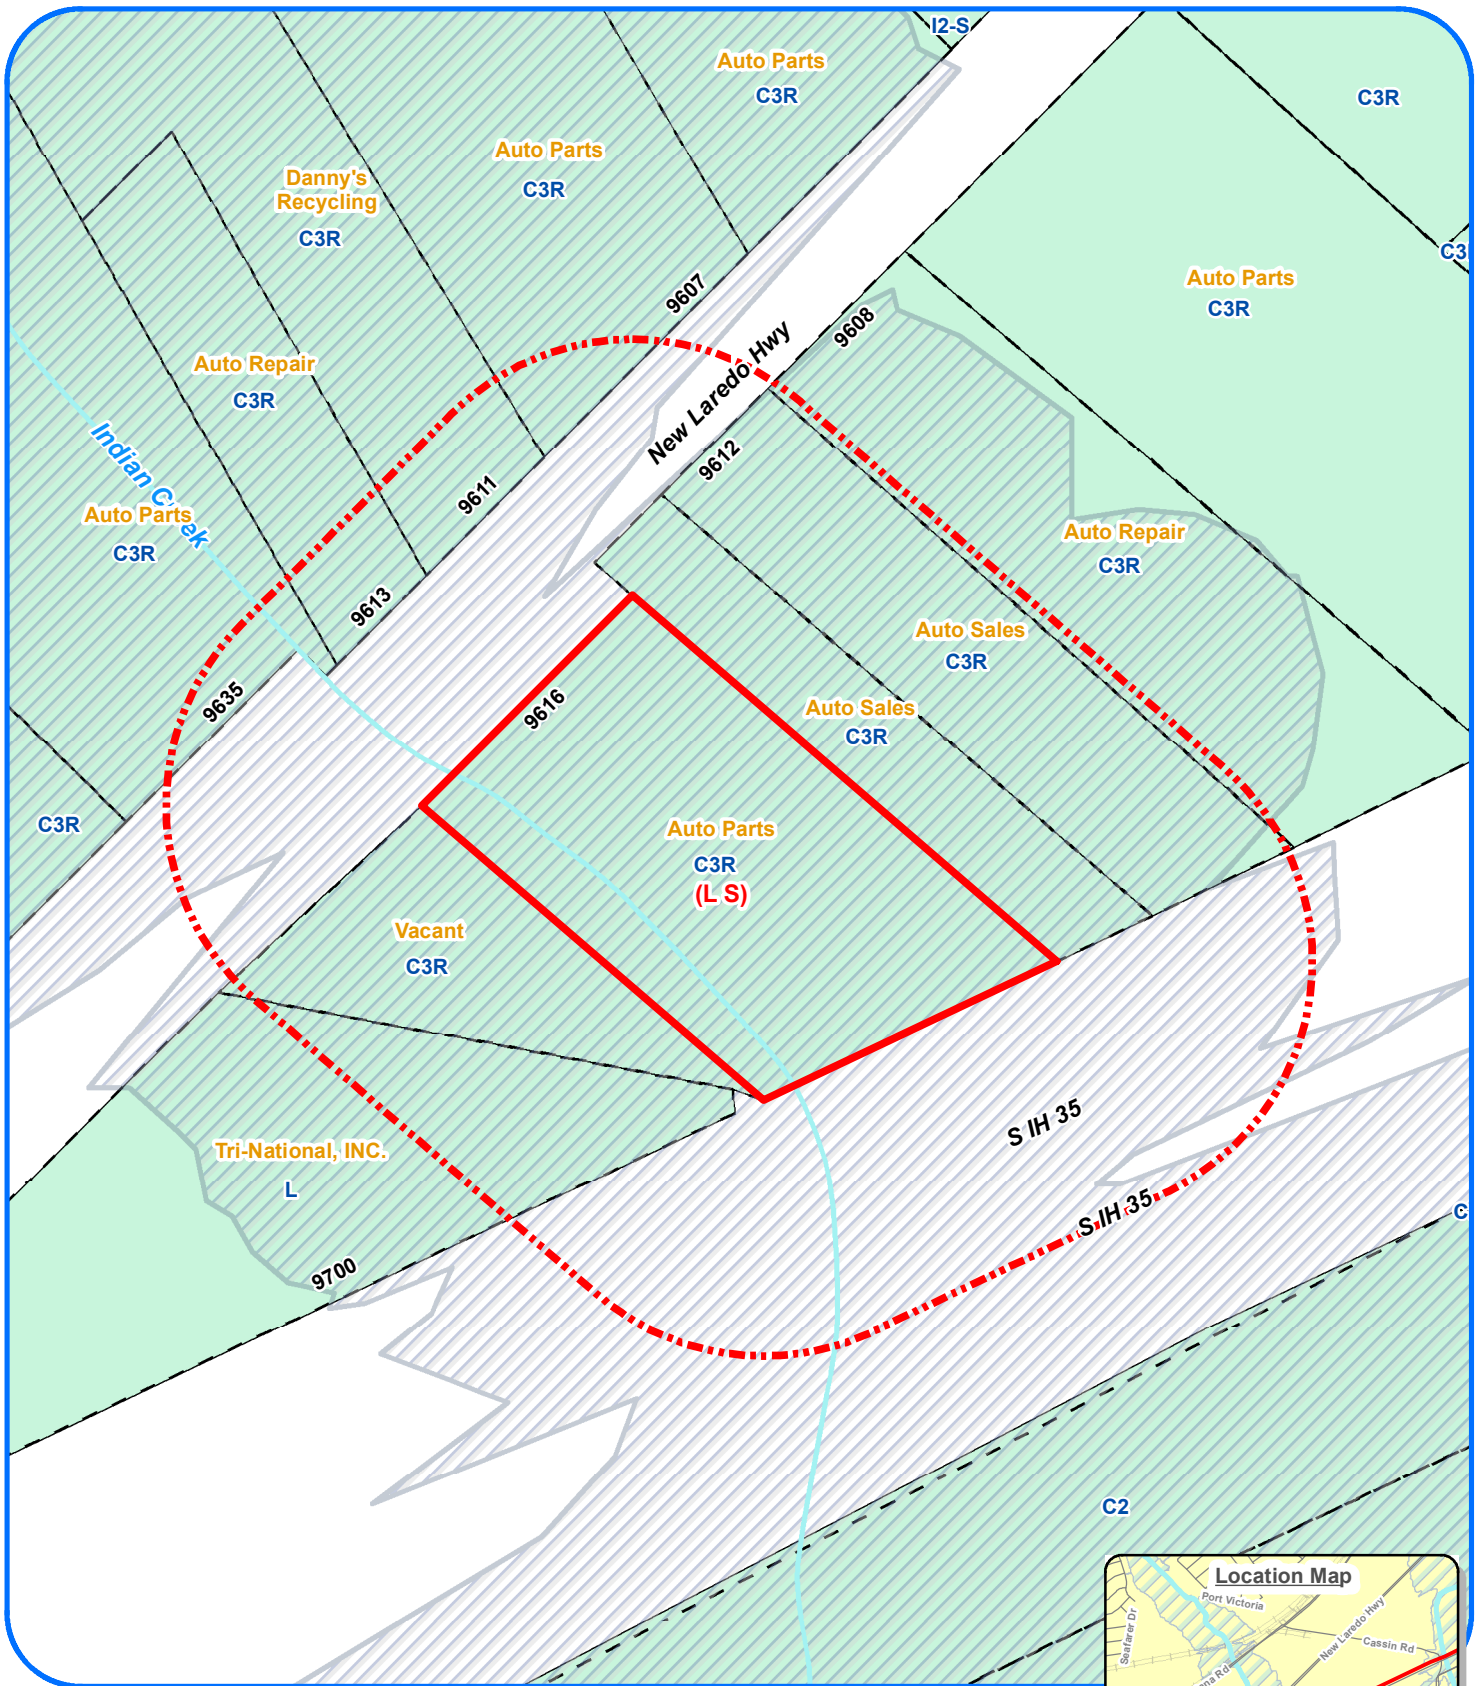 I2-S
Auto Parts
C3R
C3R
Auto Parts
C3R
Danny's
Recycling
C3R
Auto Parts
C3R
9607
New Laredo Hwy
9608
Auto Repair
C3R
Indian C ek
Auto Parts
C3R
9611
9612
Auto Repair
C3R
9613
Auto Sales
C3R
9635
9616
Auto Sales
C3R
C3R
Auto Parts
C3R
(L S)
Vacant
C3R
S IH 35
Tri-National, INC.
L
S IH 35
9700
C2
Location Map
Port Victoria
Seafarer Dr
New Laredo Hwy
Cassin Rd